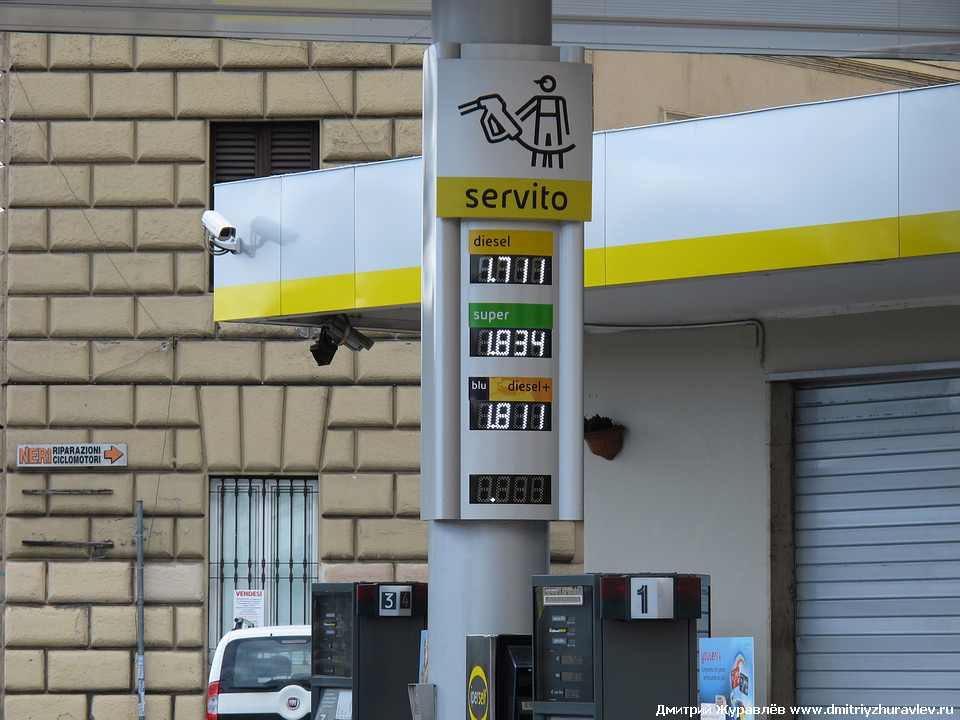 servito
diesel
1.711
super
1.834
blu diesel+
1.811
NERI RIPARAZIONI
CICLOMOTORI
VENDESI
3 4
1
youseni
Дмитрий Журавлёв www.dmitriyzhuravlev.ru